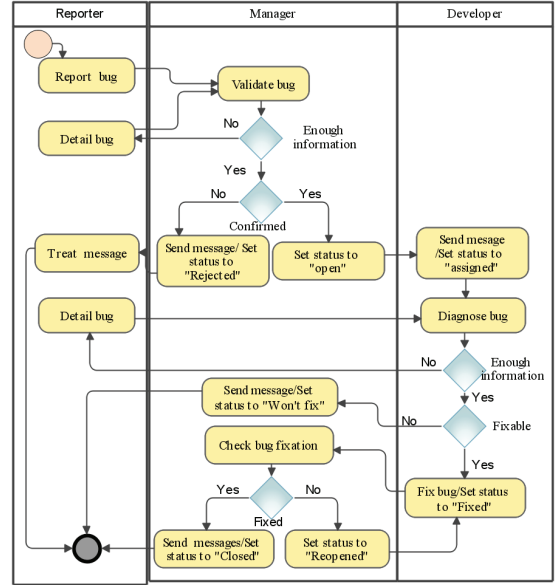 Reporter
Manager
Developer
Report bug
Validate bug
Detail bug
No
Enough
information
Yes
No
Yes
Confirmed
Treat message
Send message/ Set
status to
"Rejected"
Set status to
"open"
Send mesage
/Set status to
"assigned"
Detail bug
Diagnose bug
No
Enough
information
Yes
Send message/Set
status to "Won't fix"
No
Fixable
Check bug fixation
Yes
Yes
No
Fixed
Fix bug/Set status
to "Fixed"
Send messages/Set
status to "Closed"
Set status to
"Reopened"